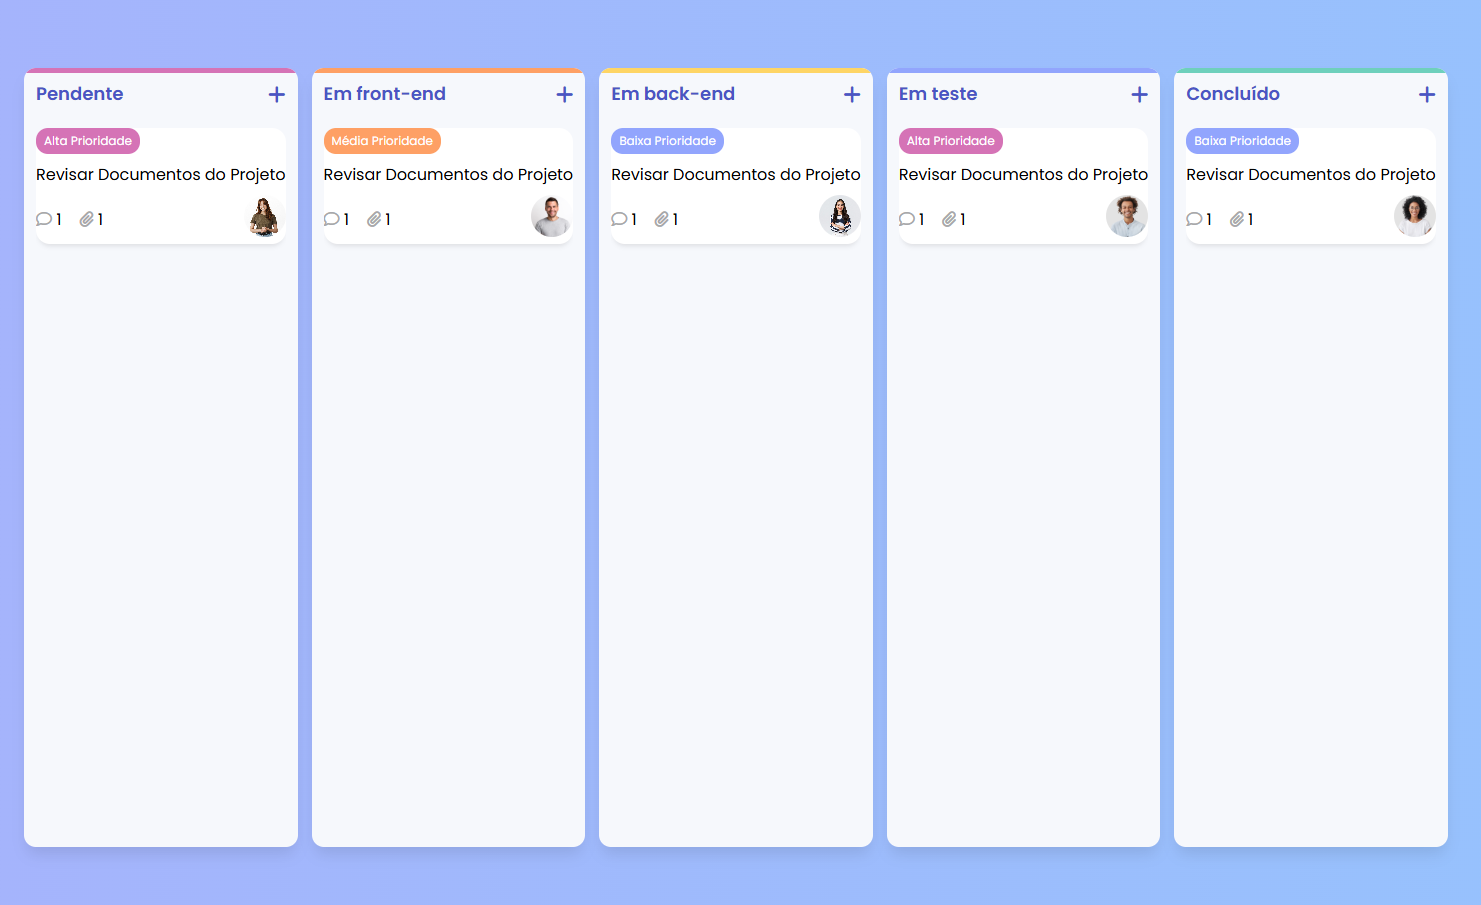 Pendente
Alta Prioridade
Revisar Documentos do Projeto
1 1
Em front-end
Média Prioridade
Revisar Documentos do Projeto
1 1
Em back-end
Baixa Prioridade
Revisar Documentos do Projeto
1 1
Em teste
Alta Prioridade
Revisar Documentos do Projeto
1 1
Concluído
Baixa Prioridade
Revisar Documentos do Projeto
1 1